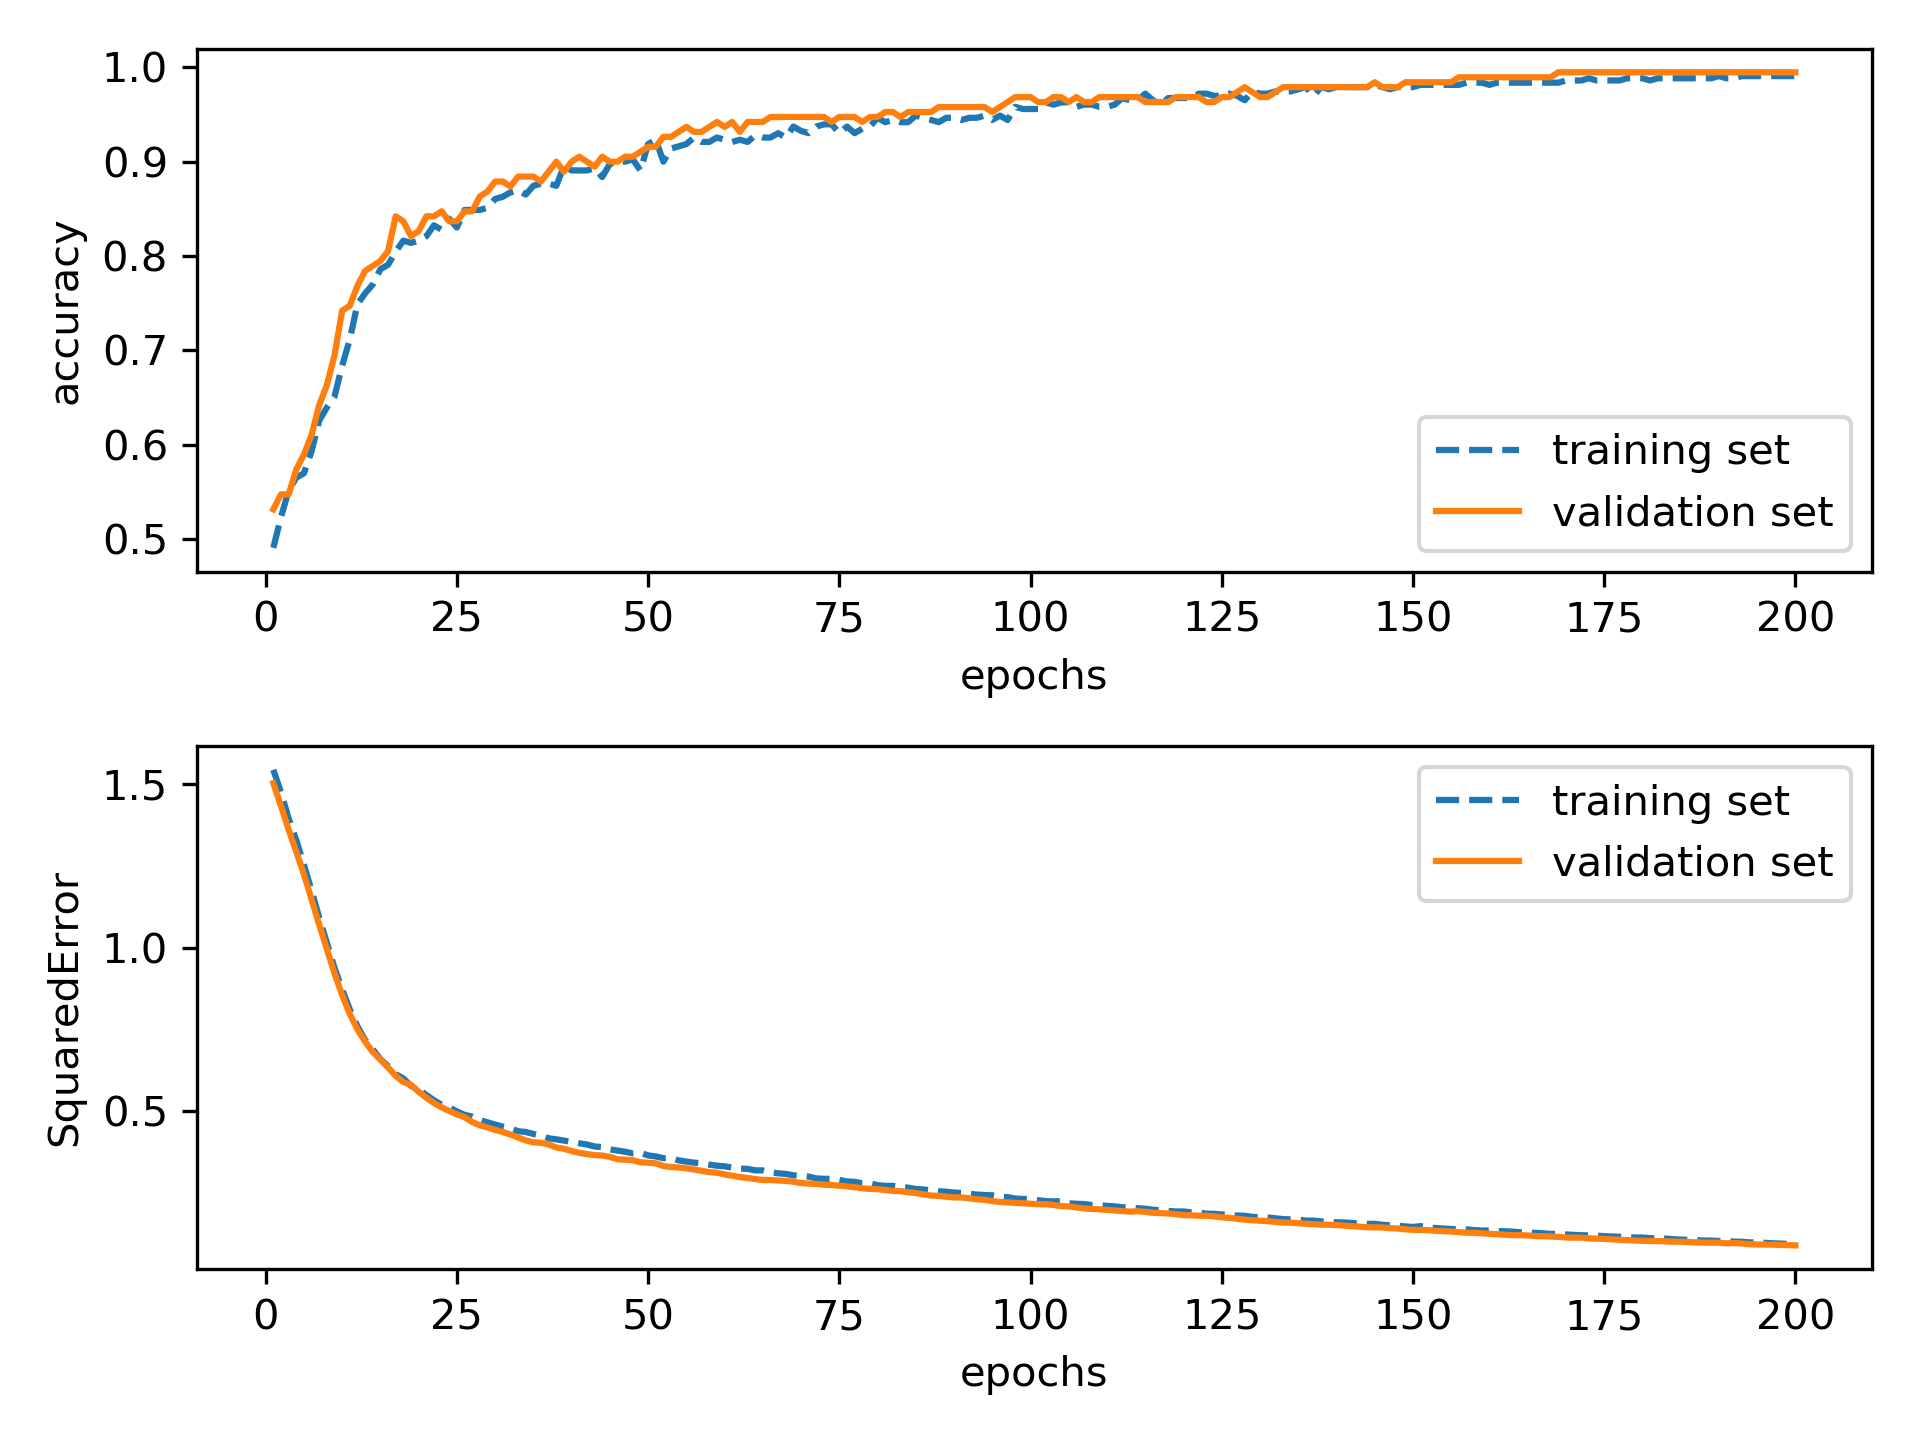 1.0
0.9
0.8
0.7
0.6
0.5
accuracy
training set
validation set
0 25 50 75 100 125 150 175 200
epochs
1.5
1.0
0.5
SquaredError
training set
validation set
0 25 50 75 100 125 150 175 200
epochs